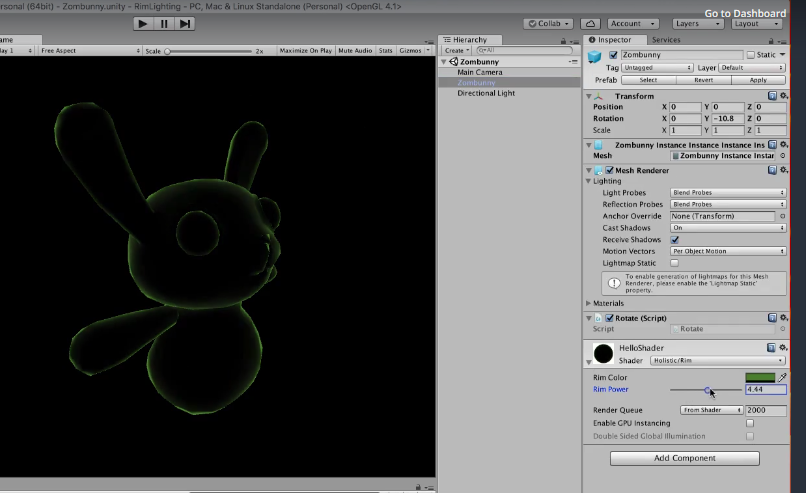 rsonal (64bit) - Zombunny.unity - RimLighting - PC, Mac & Linux Standalone (Personal) <OpenGL 4.1>
Go to Dashboard
Collab
Account
Layers
Layout
ame
Hierarchy
Inspector
Services
lay 1
Free Aspect
Scale
2x
Maximize On Play
Mute Audio
Stats
Gizmos
Create
All
Zombunny
Main Camera
Zombunny
Directional Light
Zombunny
Static
Tag
Untagged
Layer
Default
Prefab
Select
Revert
Apply
Transform
Position X 0 Y 0 Z 0
Rotation X 0 Y -10.8 Z 0
Scale X 1 Y 1 Z 1
Zombunny Instance Instance Instance Ins
Mesh
Zombunny Instance Instar
Mesh Renderer
Lighting
Light Probes
Blend Probes
Reflection Probes
Blend Probes
Anchor Override
None (Transform)
Cast Shadows
On
Receive Shadows
Motion Vectors
Per Object Motion
Lightmap Static
To enable generation of lightmaps for this Mesh
Renderer, please enable the 'Lightmap Static'
property.
Materials
Rotate (Script)
Script
Rotate
HelloShader
Shader
Holistic/Rim
Rim Color
Rim Power
4.44
Render Queue
From Shader
2000
Enable GPU Instancing
Double Sided Global Illumination
Add Component